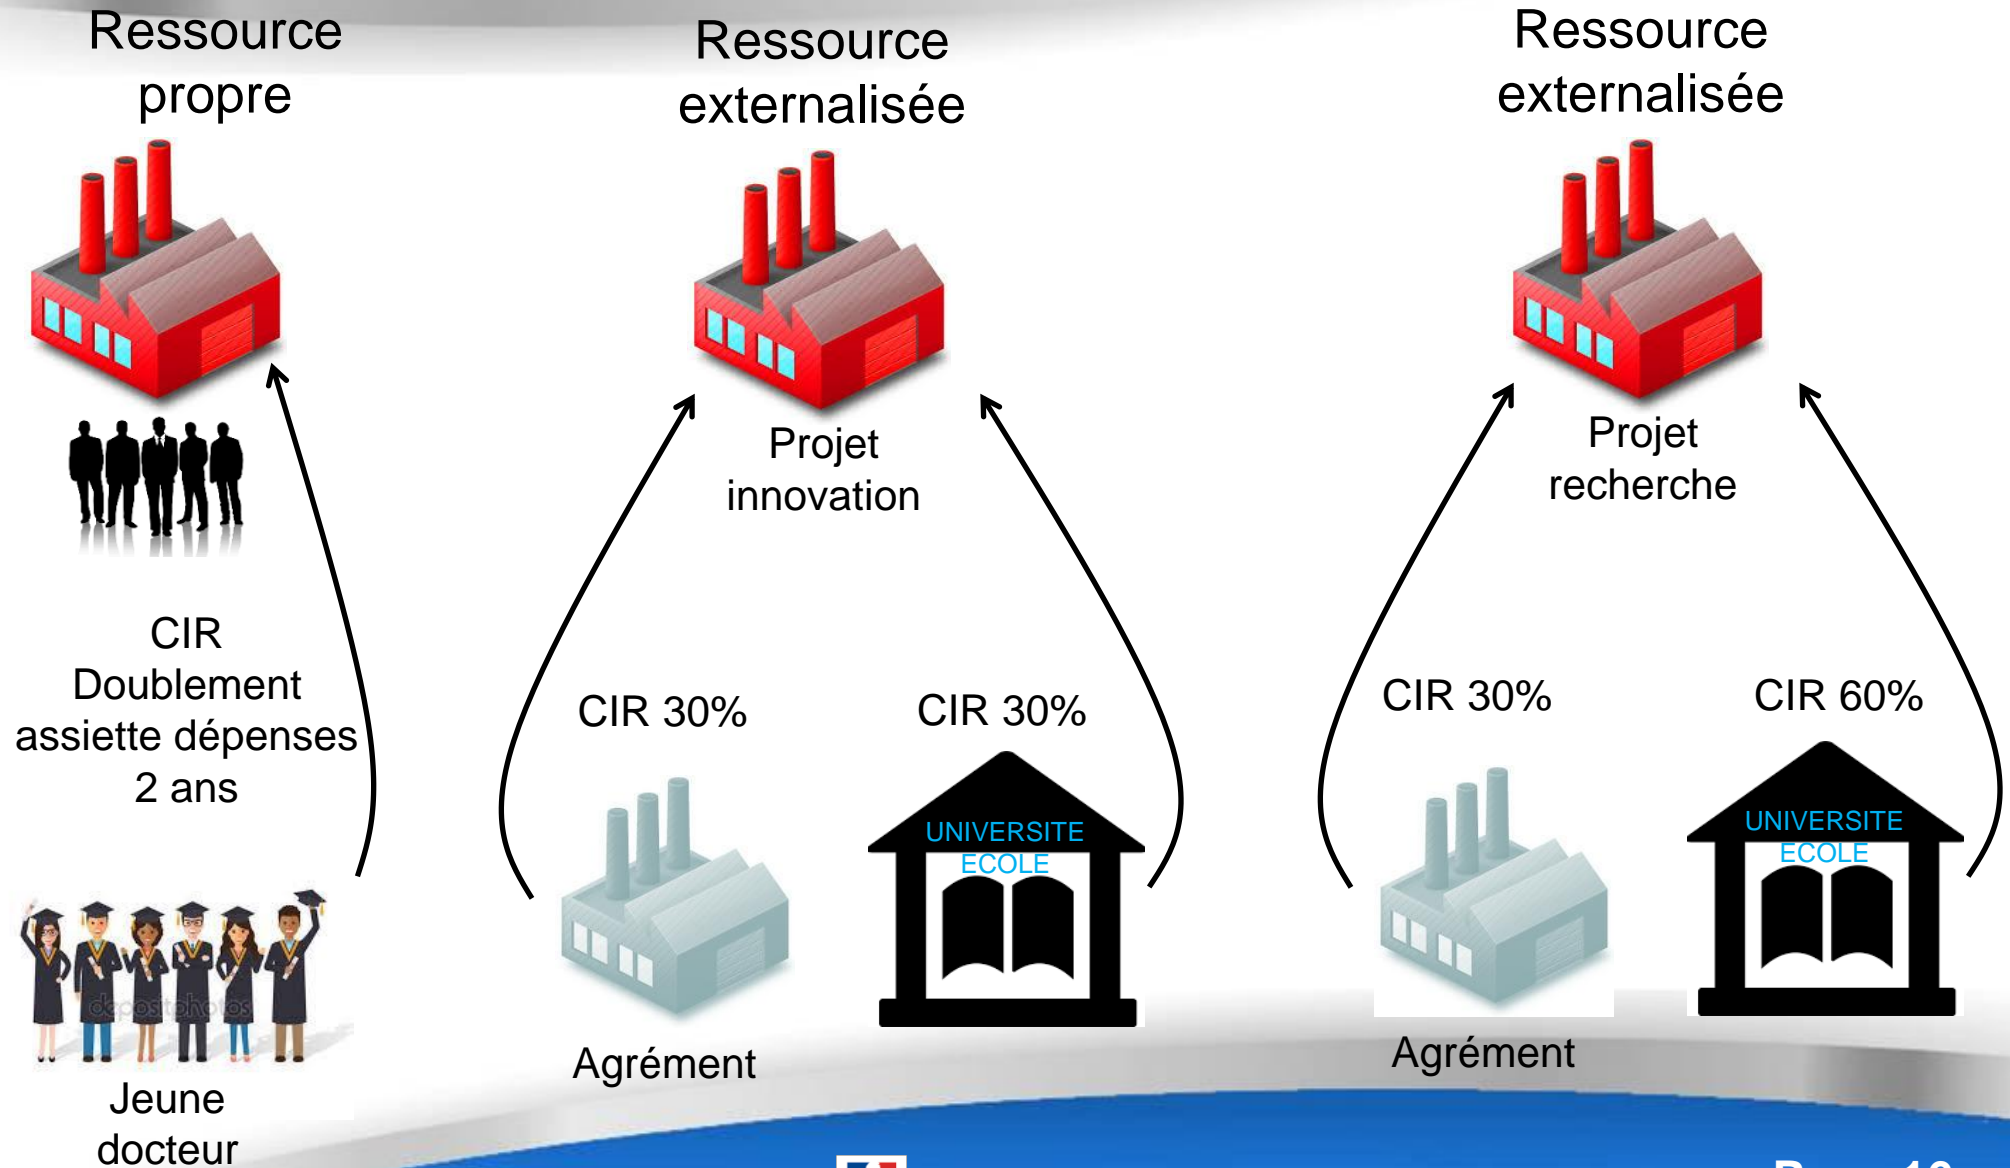 Ressource
propre
CIR
Doublement
assiette dépenses
2 ans
depositphotos
Jeune
docteur
Ressource
externalisée
Projet
innovation
CIR 30%
CIR 30%
UNIVERSITE
ECOLE
Agrément
Ressource
externalisée
Projet
recherche
CIR 30%
CIR 60%
UNIVERSITE
ECOLE
Agrément